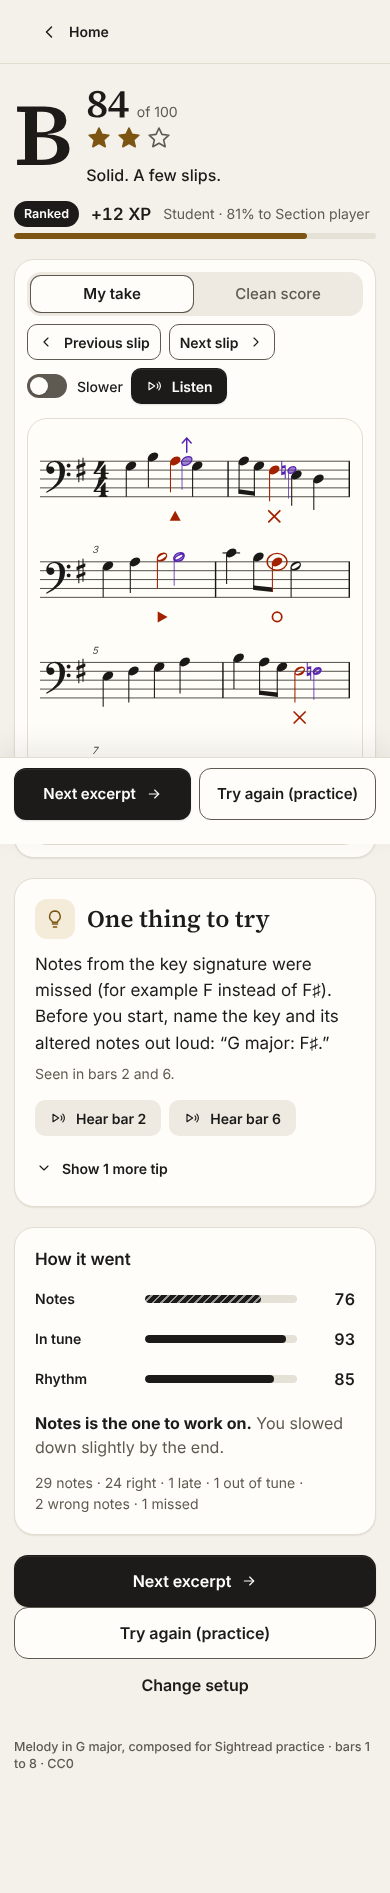 Home
B
84 of 100
Solid. A few slips.
Ranked +12 XP Student · 81% to Section player
My take Clean score
Previous slip Next slip
Slower Listen
3
5
7
Next excerpt → Try again (practice)
One thing to try
Notes from the key signature were
missed (for example F instead of F♯).
Before you start, name the key and its
altered notes out loud: “G major: F♯.”
Seen in bars 2 and 6.
Hear bar 2 Hear bar 6
Show 1 more tip
How it went
Notes 76
In tune 93
Rhythm 85
Notes is the one to work on. You slowed
down slightly by the end.
29 notes · 24 right · 1 late · 1 out of tune ·
2 wrong notes · 1 missed
Next excerpt →
Try again (practice)
Change setup
Melody in G major, composed for Sightread practice · bars 1
to 8 · CC0